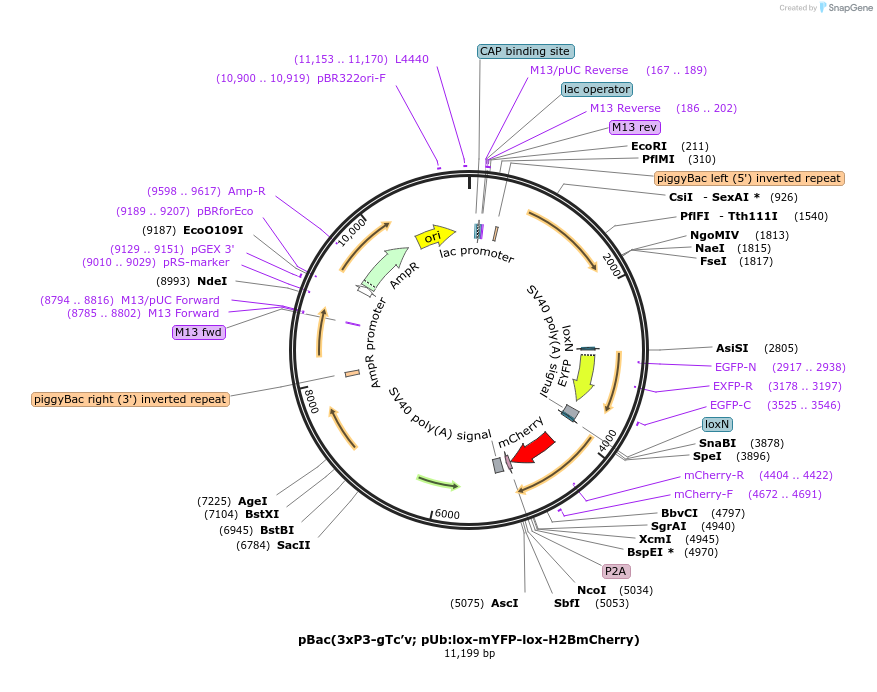 Created by SnapGene
CAP binding site
(11,153 .. 11,170) L4440
(10,900 .. 10,919) pBR322ori-F
M13/pUC Reverse (167 .. 189)
lac operator
M13 Reverse (186 .. 202)
M13 rev
EcoRI (211)
PflMI (310)
piggyBac left (5') inverted repeat
CsiI - SexAI * (926)
PflFI - Tth111I (1540)
NgoMIV (1813)
NaeI (1815)
FseI (1817)
(9598 .. 9617) Amp-R
(9189 .. 9207) pBRforEco
(9187) EcoO109I
(9129 .. 9151) pGEX 3'
(9010 .. 9029) pRS-marker
(8993) NdeI
(8794 .. 8816) M13/pUC Forward
(8785 .. 8802) M13 Forward
M13 fwd
piggyBac right (3') inverted repeat
10,000
2000
4000
6000
8000
ori
lac promoter
AmpR
AmpR promoter
SV40 poly(A) signal
loxN
EYFP
SV40 poly(A) signal
mCherry
AsiSI (2805)
EGFP-N (2917 .. 2938)
EXFP-R (3178 .. 3197)
EGFP-C (3525 .. 3546)
loxN
SnaBI (3878)
SpeI (3896)
mCherry-R (4404 .. 4422)
mCherry-F (4672 .. 4691)
BbvCI (4797)
SgrAI (4940)
XcmI (4945)
BspEI * (4970)
P2A
NcoI (5034)
SbfI (5053)
(5075) AscI
(7225) AgeI
(7104) BstXI
(6945) BstBI
(6784) SacII
pBac(3xP3-gTc'v; pUb:lox-mYFP-lox-H2BmCherry)
11,199 bp